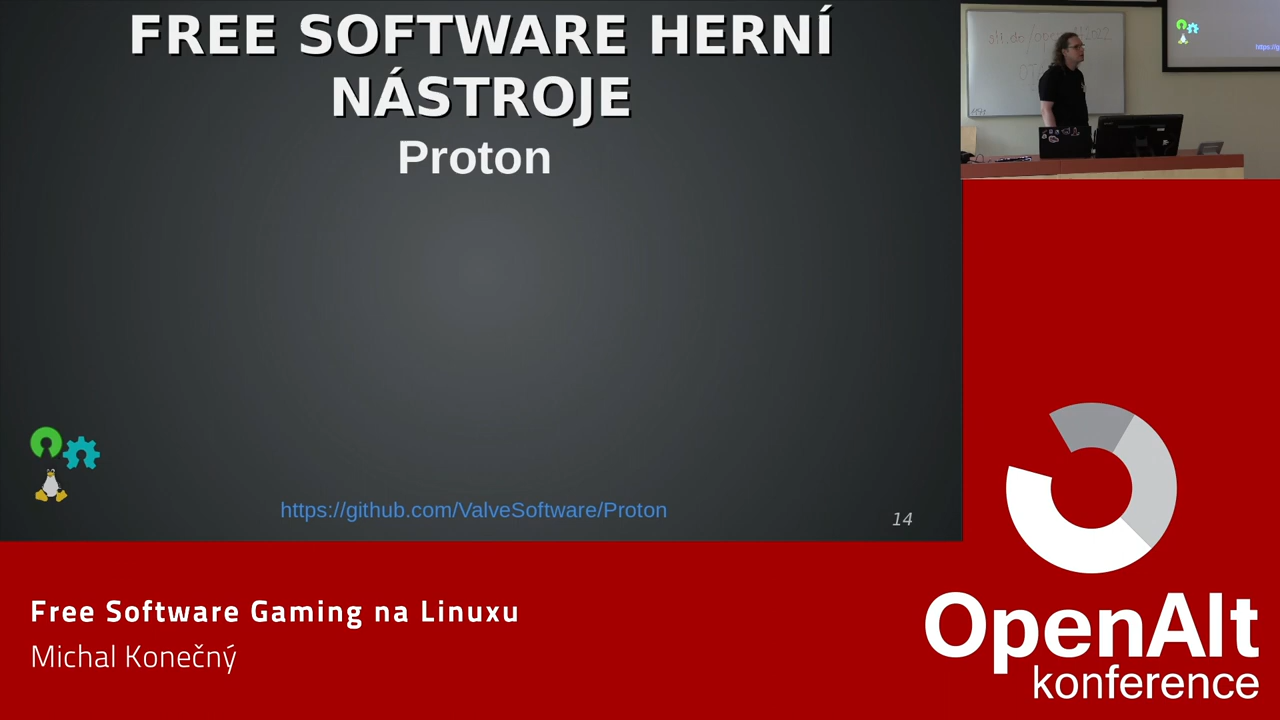 FREE SOFTWARE HERNÍ
NÁSTROJE
Proton
https://github.com/ValveSoftware/Proton
14
Free Software Gaming na Linuxu
Michal Konečný
OpenAlt
konference